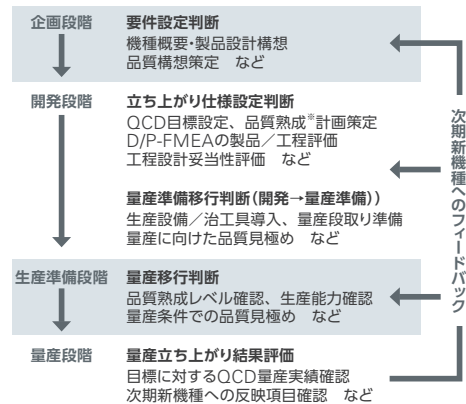 企画段階
要件設定判断
機種概要・製品設計構想
品質構想策定 など
開発段階
立ち上がり仕様設定判断
QCD目標設定、品質熟成※計画策定
D/P-FMEAの製品／工程評価
工程設計妥当性評価 など
量産準備移行判断(開発→量産準備))
生産設備／治工具導入、量産段取り準備
量産に向けた品質見極め など
生産準備段階
量産移行判断
品質熟成レベル確認、生産能力確認
量産条件での品質見極め など
量産段階
量産立ち上がり結果評価
目標に対するQCD量産実績確認
次期新機種への反映項目確認 など
次期新機種へのフィードバック